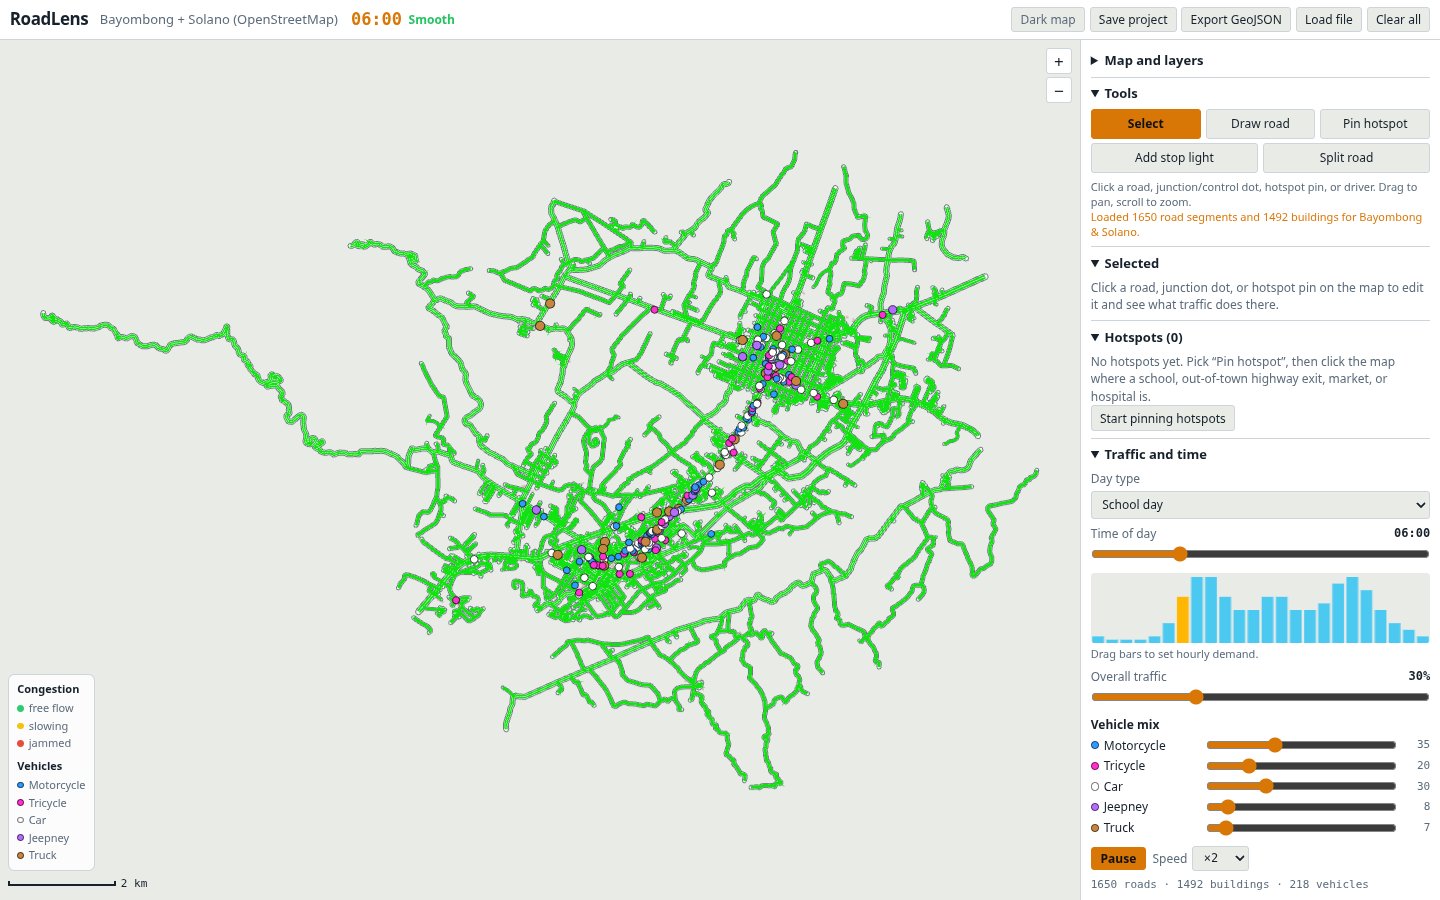 RoadLens Bayombong + Solano (OpenStreetMap) 06:00 Smooth Dark map Save project Export GeoJSON Load file Clear all
+
−
▶ Map and layers
▼ Tools
Select Draw road Pin hotspot
Add stop light Split road
Click a road, junction/control dot, hotspot pin, or driver. Drag to
pan, scroll to zoom.
Loaded 1650 road segments and 1492 buildings for Bayombong
& Solano.
▼ Selected
Click a road, junction dot, or hotspot pin on the map to edit
it and see what traffic does there.
▼ Hotspots (0)
No hotspots yet. Pick “Pin hotspot”, then click the map
where a school, out-of-town highway exit, market, or
hospital is.
Start pinning hotspots
▼ Traffic and time
Day type
School day
Time of day 06:00
Drag bars to set hourly demand.
Overall traffic 30%
Vehicle mix
Motorcycle 35
Tricycle 20
Car 30
Jeepney 8
Truck 7
Pause Speed ×2
1650 roads · 1492 buildings · 218 vehicles
Congestion
free flow
slowing
jammed
Vehicles
Motorcycle
Tricycle
Car
Jeepney
Truck
2 km